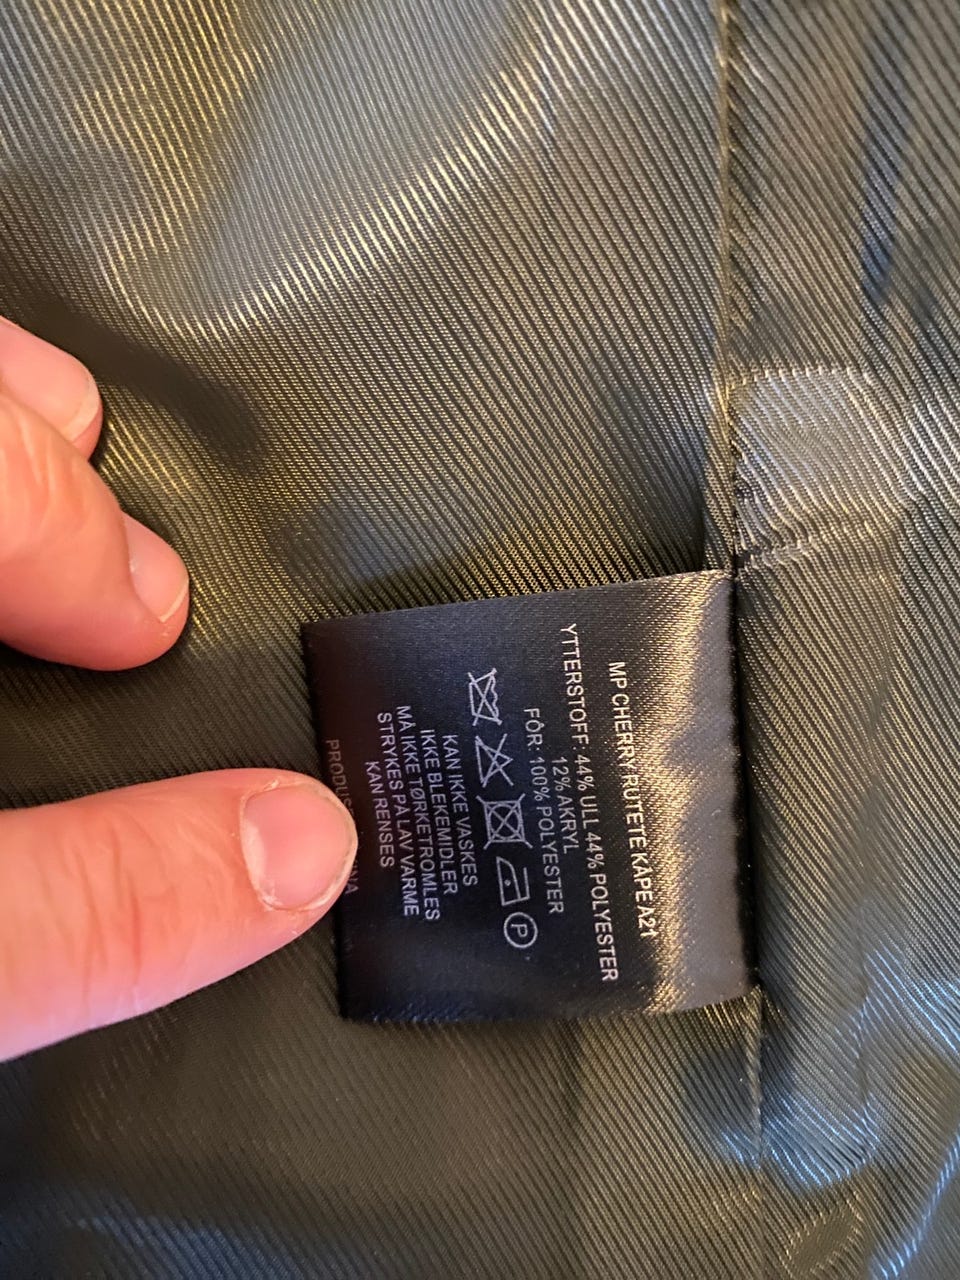 MP CHERRY RUTETE KÅPE A21
YTTERSTOFF: 44% ULL 44% POLYESTER
12% AKRYL
FÔR: 100% POLYESTER
P
KAN IKKE VASKES
IKKE BLEKEMIDLER
MÅ IKKE TØRKETROMLES
STRYKES PÅ LAV VARME
KAN RENSES